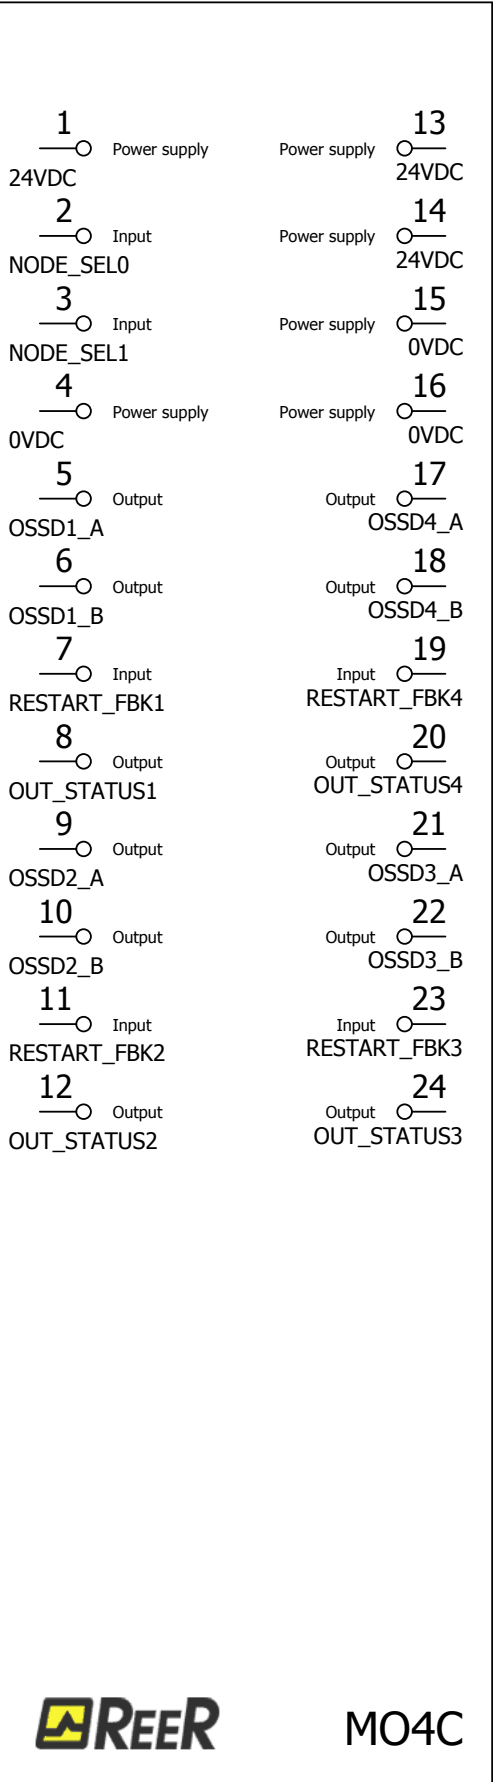 1
Power supply
24VDC
2
Input
NODE_SEL0
3
Input
NODE_SEL1
4
Power supply
0VDC
5
Output
OSSD1_A
6
Output
OSSD1_B
7
Input
RESTART_FBK1
8
Output
OUT_STATUS1
9
Output
OSSD2_A
10
Output
OSSD2_B
11
Input
RESTART_FBK2
12
Output
OUT_STATUS2
13
Power supply
24VDC
14
Power supply
24VDC
15
Power supply
0VDC
16
Power supply
0VDC
17
Output
OSSD4_A
18
Output
OSSD4_B
19
Input
RESTART_FBK4
20
Output
OUT_STATUS4
21
Output
OSSD3_A
22
Output
OSSD3_B
23
Input
RESTART_FBK3
24
Output
OUT_STATUS3
REER
MO4C